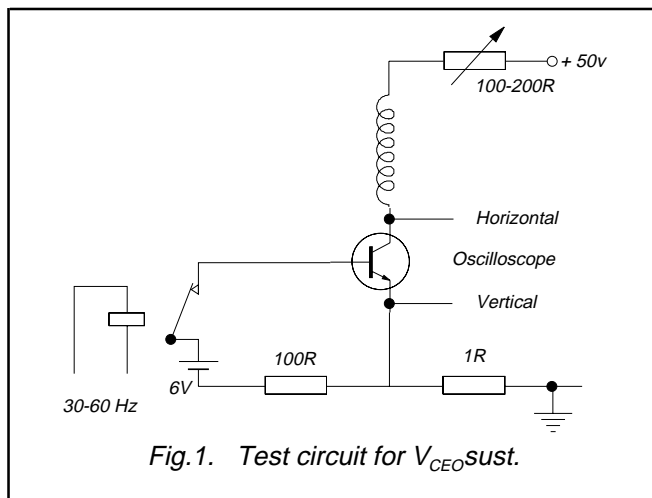 + 50v
100-200R
Horizontal
Oscilloscope
Vertical
100R
1R
6V
30-60 Hz
Fig.1. Test circuit for VCEOsust.